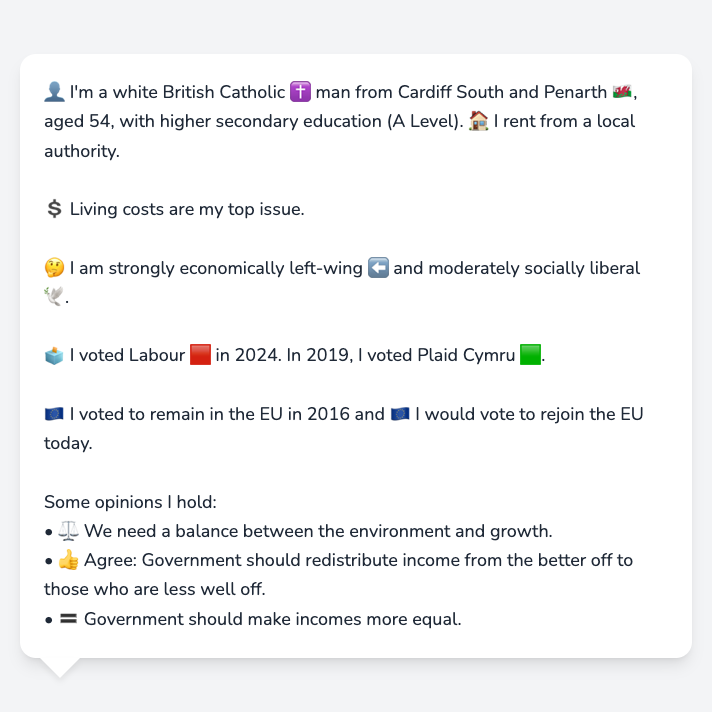 👤 I'm a white British Catholic ✝️ man from Cardiff South and Penarth 🏴󠁧󠁢󠁷󠁬󠁳󠁿,
aged 54, with higher secondary education (A Level). 🏠 I rent from a local
authority.
💲 Living costs are my top issue.
🤔 I am strongly economically left-wing ⬅️ and moderately socially liberal
🕊️.
🗳️ I voted Labour 🟥 in 2024. In 2019, I voted Plaid Cymru 🟩.
🇪🇺 I voted to remain in the EU in 2016 and 🇪🇺 I would vote to rejoin the EU
today.
Some opinions I hold:
• ⚖️ We need a balance between the environment and growth.
• 👍 Agree: Government should redistribute income from the better off to
those who are less well off.
• 🟰 Government should make incomes more equal.